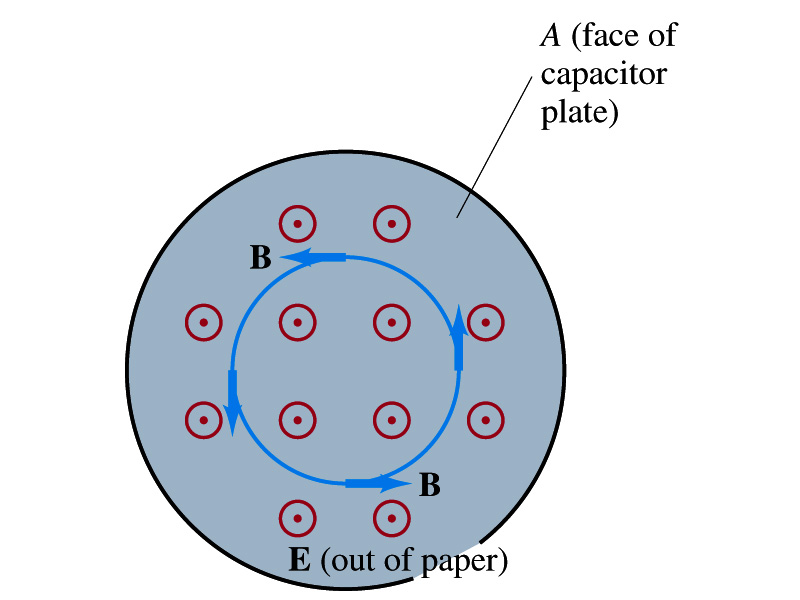 A (face of
capacitor
plate)
B
B
E (out of paper)